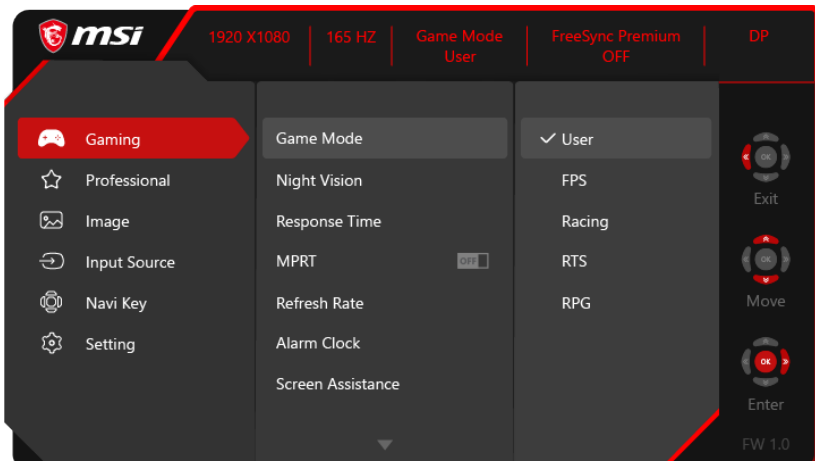 msi
1920 X1080 165 HZ Game Mode FreeSync Premium DP
User OFF
Gaming
Professional
Image
Input Source
Navi Key
Setting
Game Mode
Night Vision
Response Time
MPRT OFF
Refresh Rate
Alarm Clock
Screen Assistance
User
FPS
Racing
RTS
RPG
OK
Exit
OK
Move
OK
Enter
FW 1.0